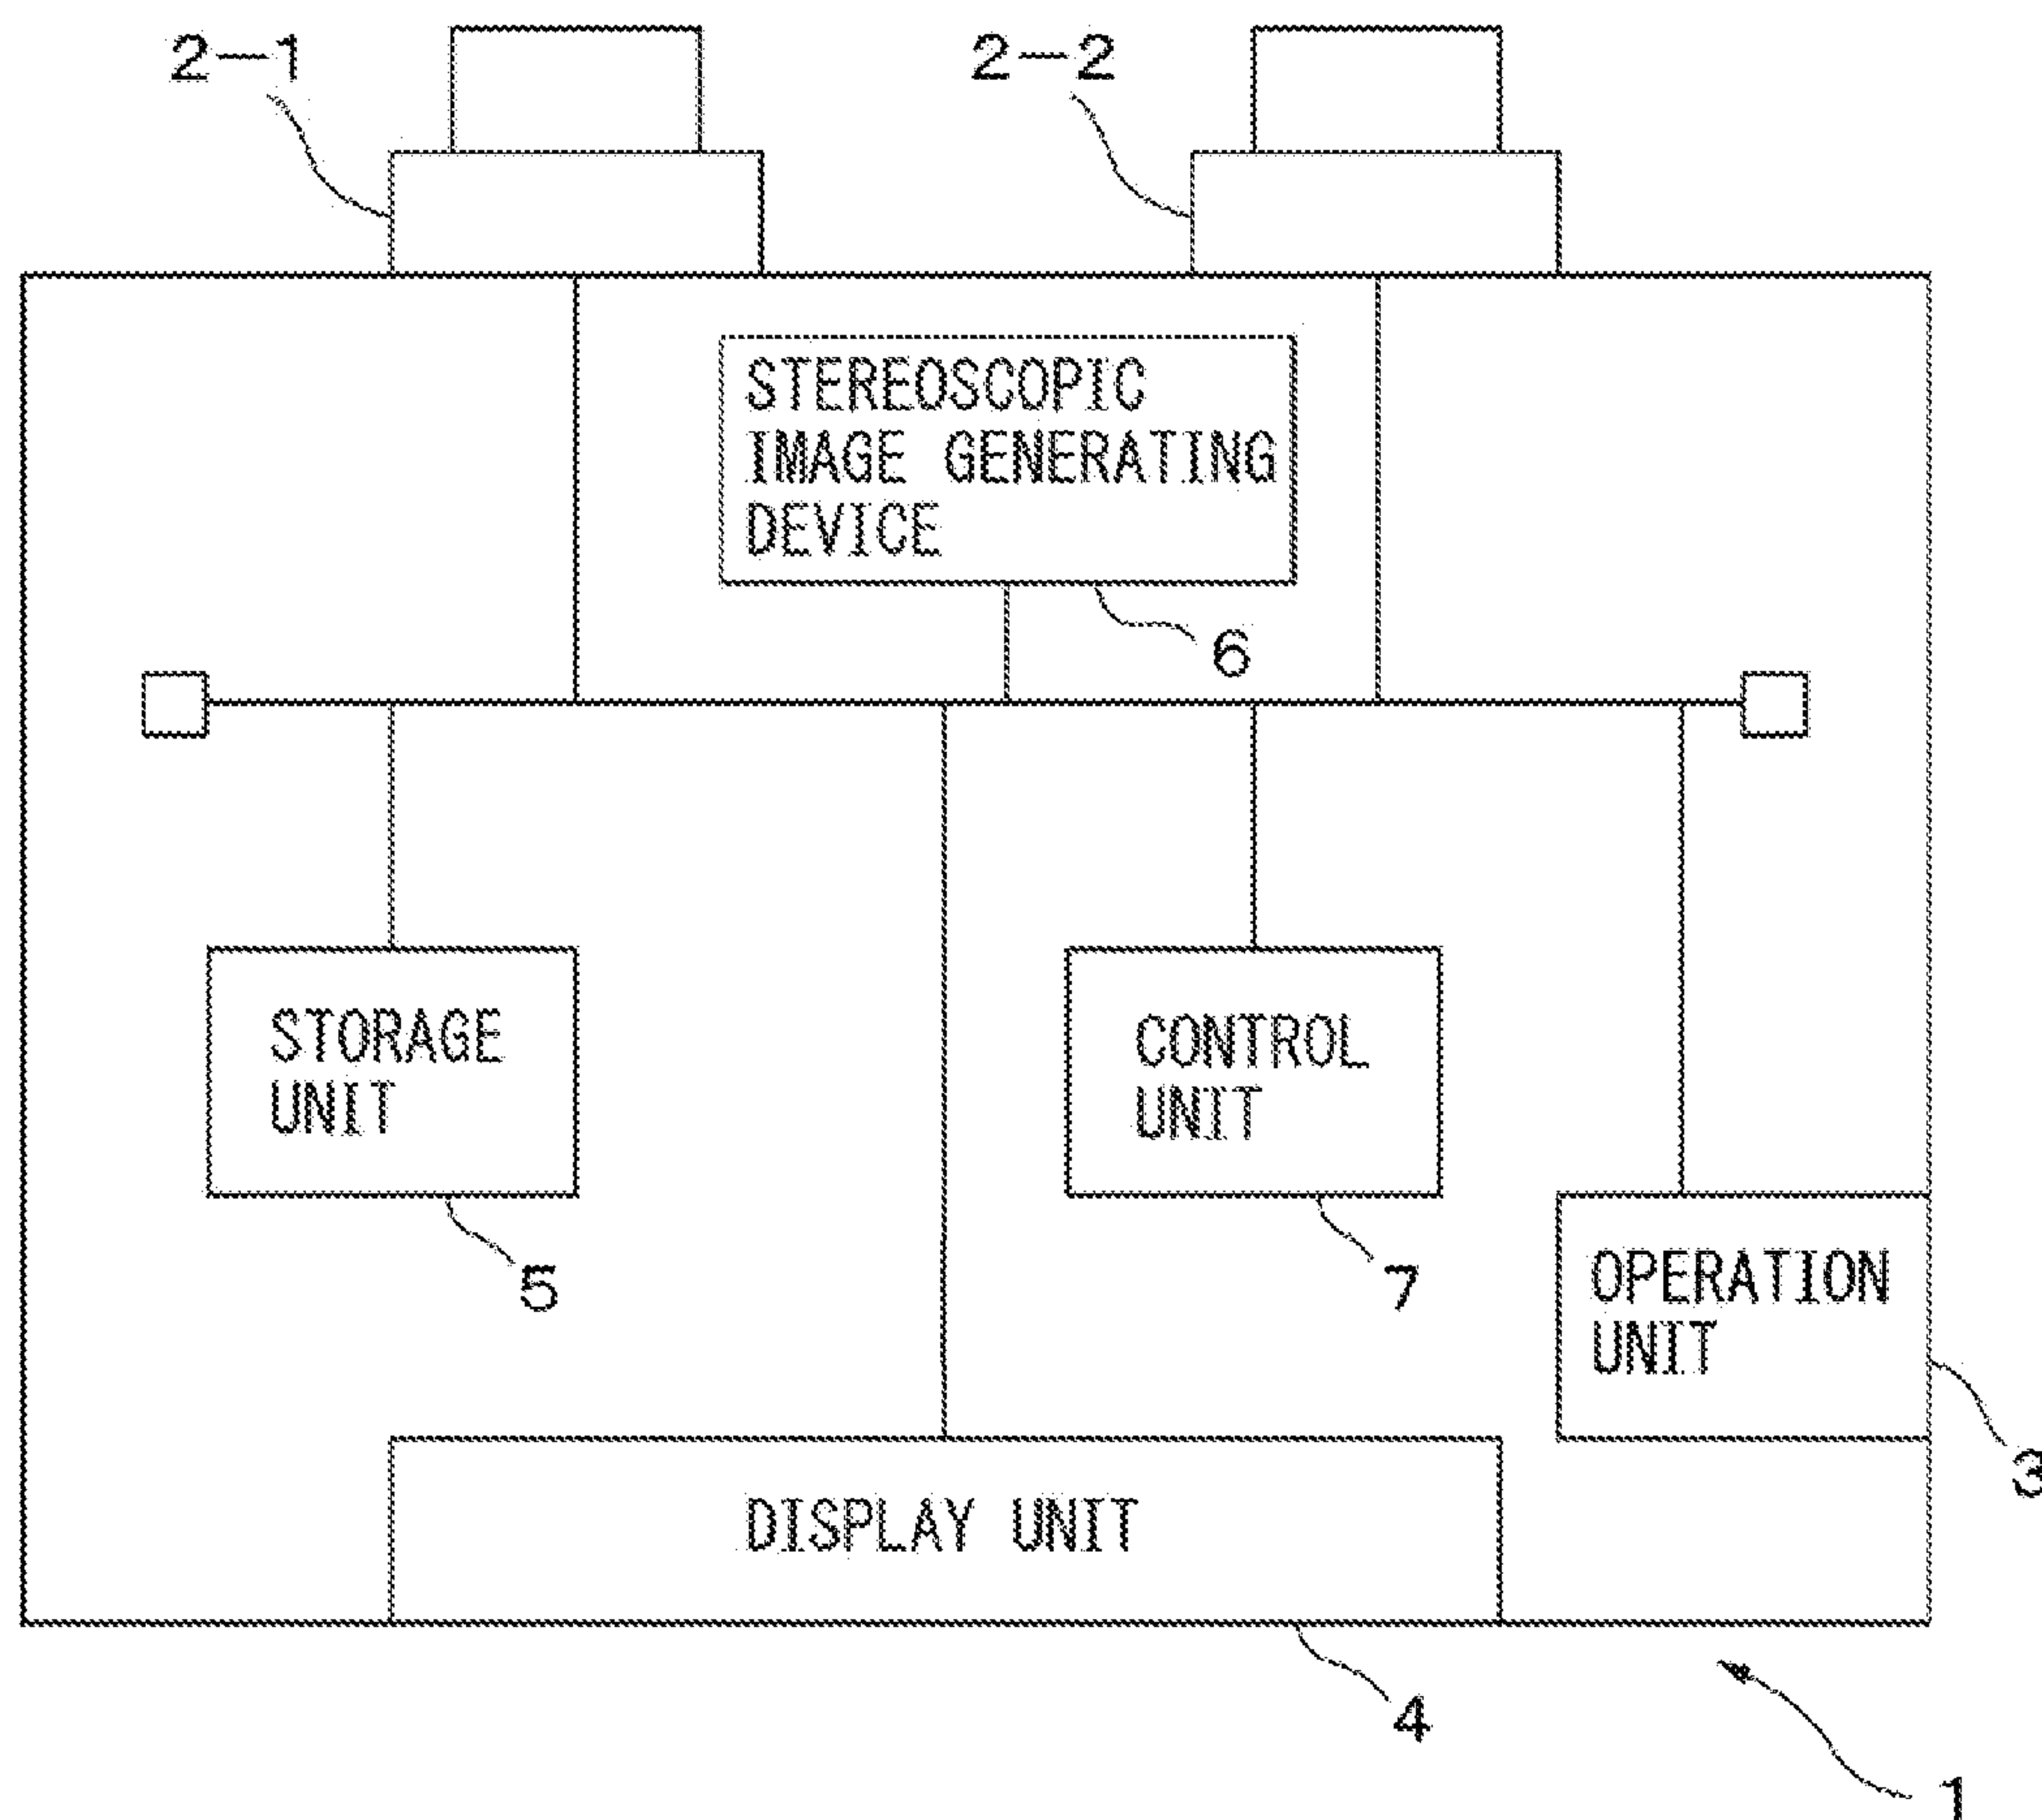 2-1
2-2
STEREOSCOPIC
IMAGE GENERATING
DEVICE
6
STORAGE
UNIT
CONTROL
UNIT
5
7
OPERATION
UNIT
3
DISPLAY UNIT
4
1